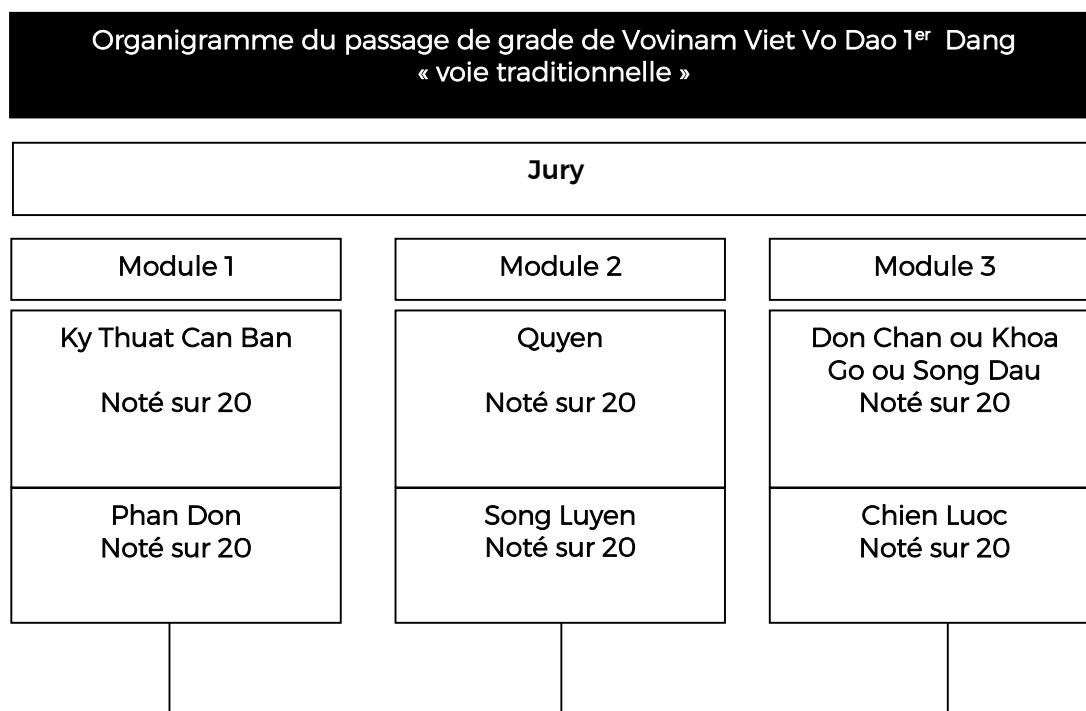 Organigramme du passage de grade de Vovinam Viet Vo Dao 1er Dang
« voie traditionnelle »
Jury
Module 1
Ky Thuat Can Ban
Noté sur 20
Phan Don
Noté sur 20
Module 2
Quyen
Noté sur 20
Song Luyen
Noté sur 20
Module 3
Don Chan ou Khoa
Go ou Song Dau
Noté sur 20
Chien Luoc
Noté sur 20